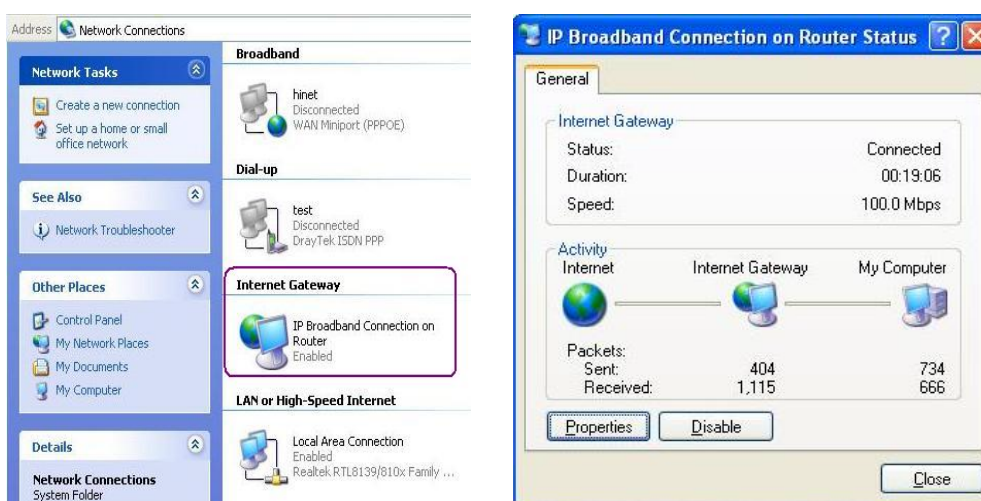 Address Network Connections
Network Tasks
Create a new connection
Set up a home or small
office network
See Also
Network Troubleshooter
Other Places
Control Panel
My Network Places
My Documents
My Computer
Details
Network Connections
System Folder
Broadband
hinet
Disconnected
WAN Miniport (PPPOE)
Dial-up
test
Disconnected
DrayTek ISDN PPP
Internet Gateway
IP Broadband Connection on
Router
Enabled
LAN or High-Speed Internet
Local Area Connection
Enabled
Realtek RTL8139/810x Family ...
IP Broadband Connection on Router Status
General
Internet Gateway
Status: Connected
Duration: 00:19:06
Speed: 100.0 Mbps
Activity
Internet Internet Gateway My Computer
Packets:
Sent: 404 734
Received: 1,115 666
Properties Disable
Close